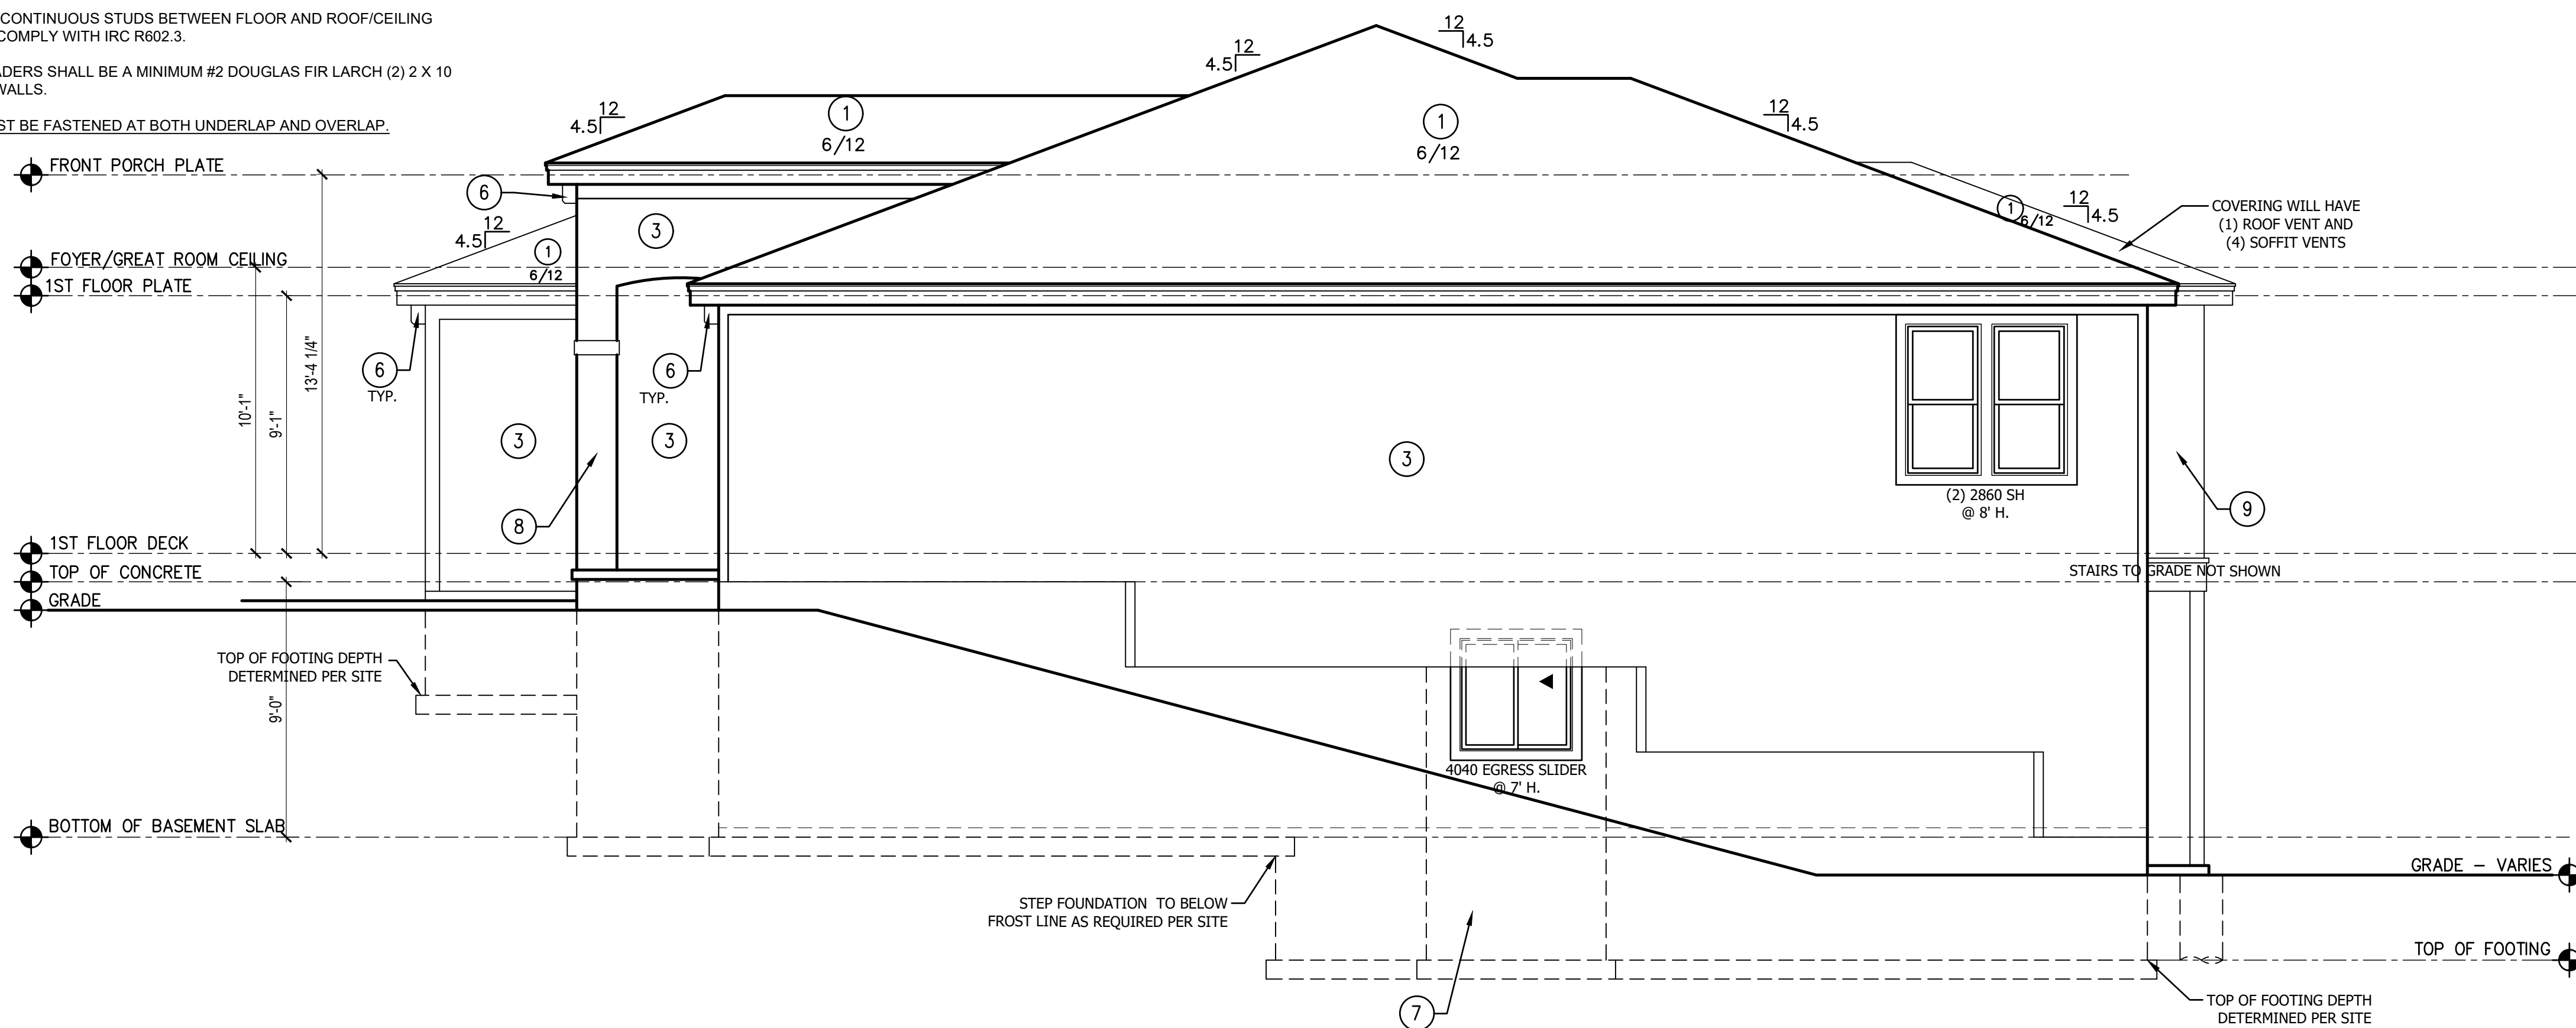 CONTINUOUS STUDS BETWEEN FLOOR AND ROOF/CEILING
COMPLY WITH IRC R602.3.
ADERS SHALL BE A MINIMUM #2 DOUGLAS FIR LARCH (2) 2 X 10
WALLS.
ST BE FASTENED AT BOTH UNDERLAP AND OVERLAP.
12
4.5
12
4.5
12
4.5
12
4.5
12
4.5
12
4.5
1
6/12
1
6/12
1
6/12
1
6/12
FRONT PORCH PLATE
FOYER/GREAT ROOM CEILING
1ST FLOOR PLATE
6
3
COVERING WILL HAVE
(1) ROOF VENT AND
(4) SOFFIT VENTS
13'-4 1/4"
10'-1"
9'-1"
6
TYP.
6
TYP.
3
3
3
8
9
(2) 2860 SH
@ 8' H.
1ST FLOOR DECK
TOP OF CONCRETE
GRADE
STAIRS TO GRADE NOT SHOWN
TOP OF FOOTING DEPTH
DETERMINED PER SITE
9'-0"
4040 EGRESS SLIDER
@ 7' H.
BOTTOM OF BASEMENT SLAB
GRADE - VARIES
STEP FOUNDATION TO BELOW
FROST LINE AS REQUIRED PER SITE
TOP OF FOOTING
7
TOP OF FOOTING DEPTH
DETERMINED PER SITE